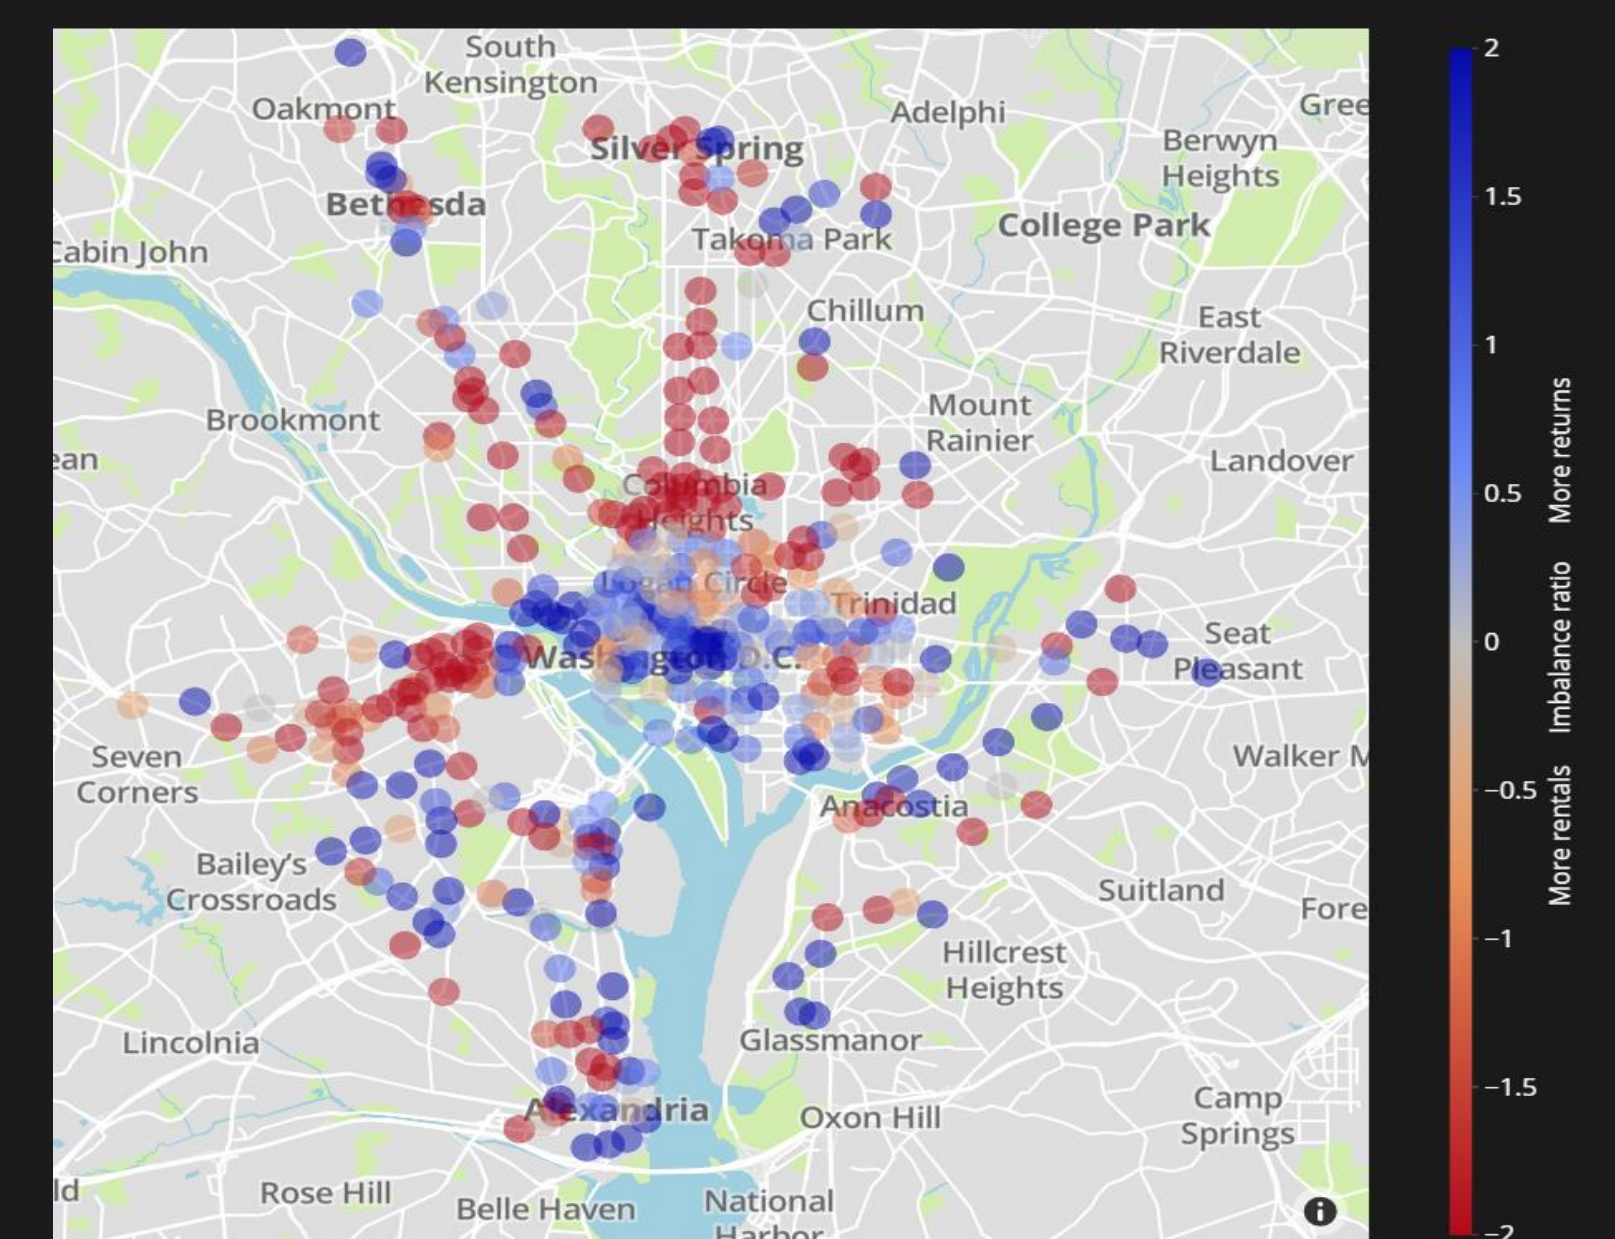 South
Kensington
Oakmont
Adelphi
Gree
Berwyn
Heights
Silver Spring
Bethesda
College Park
Cabin John
Takoma Park
Chillum
East
Riverdale
Brookmont
Mount
Rainier
ean
Landover
Columbia
Heights
Logan Circle
Trinidad
Washington, D.C.
Seat
Pleasant
Seven
Corners
Walker M
Anacostia
Bailey's
Crossroads
Suitland
Fore
Hillcrest
Heights
Lincolnia
Glassmanor
Alexandria
Oxon Hill
Camp
Springs
ld
Rose Hill
Belle Haven
National
Harbor
i
2
1.5
1
0.5
0
−0.5
−1
−1.5
−2
More rentals Imbalance ratio More returns